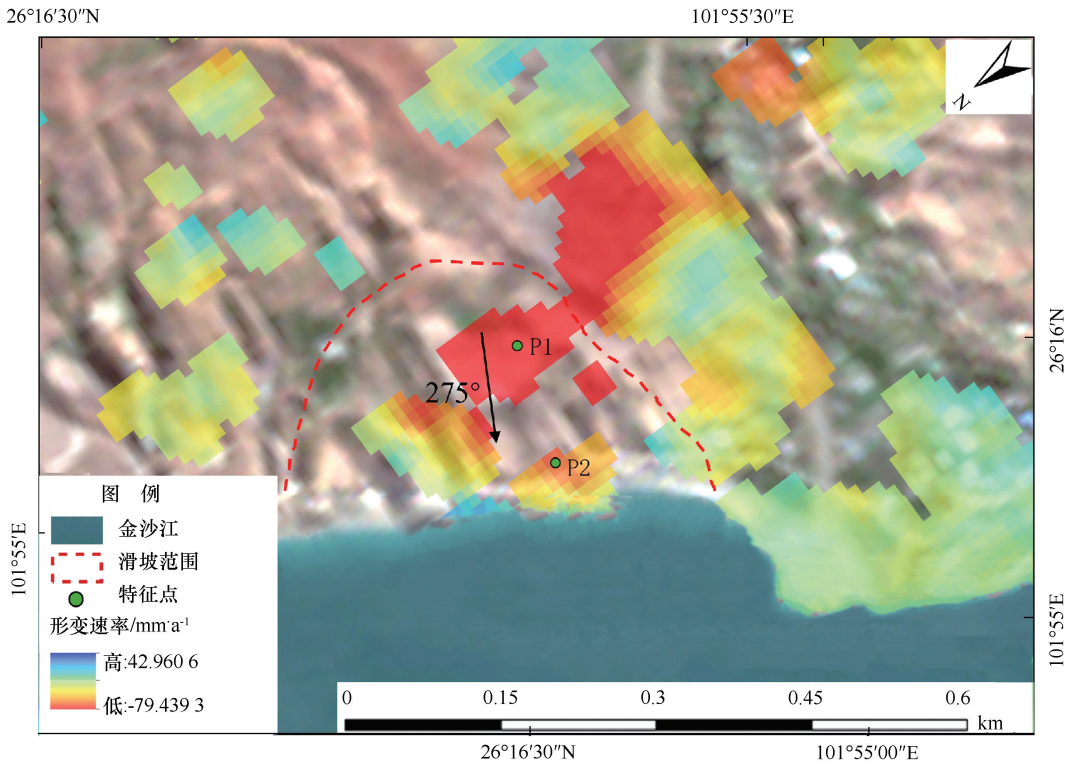 26°16′30″N
101°55′30″E
N
26°16′N
P1
275°
P2
图 例
金沙江
滑坡范围
特征点
形变速率/mm·a⁻¹
高:42.960 6
低:-79.439 3
101°55′E
101°55′E
0 0.15 0.3 0.45 0.6
km
26°16′30″N
101°55′00″E